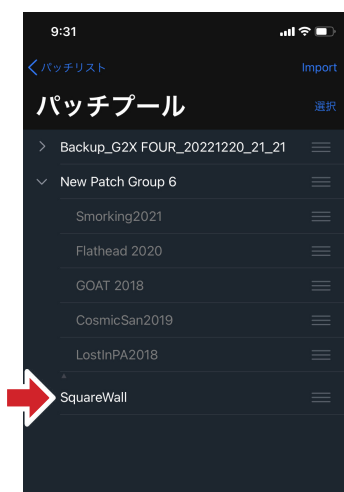 9:31
パッチリスト
Import
パッチプール
選択
Backup_G2X FOUR_20221220_21_21
New Patch Group 6
Smorking2021
Flathead 2020
GOAT 2018
CosmicSan2019
LostInPA2018
SquareWall